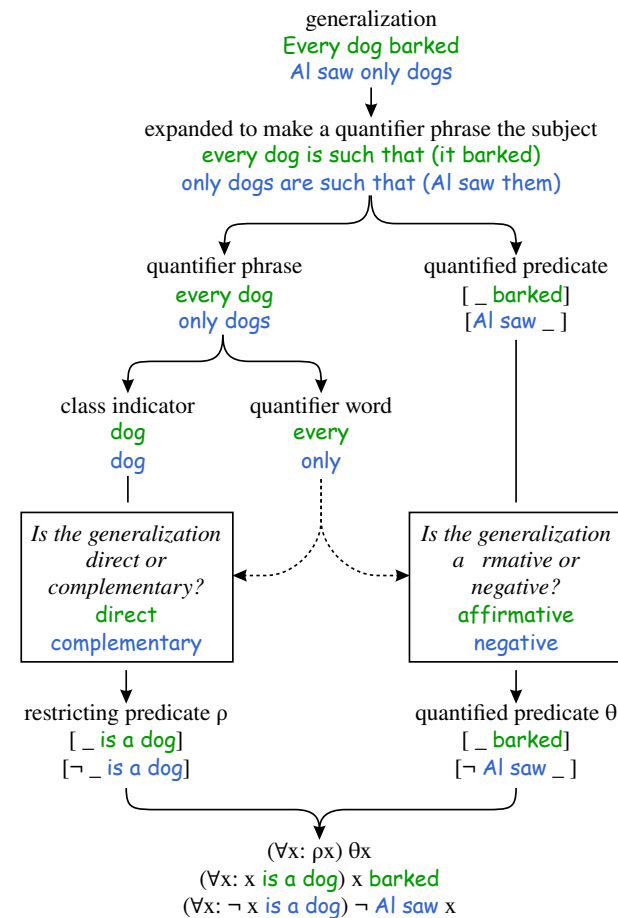 generalization
Every dog barked
Al saw only dogs
expanded to make a quantifier phrase the subject
every dog is such that (it barked)
only dogs are such that (Al saw them)
quantifier phrase
every dog
only dogs
quantified predicate
[ _ barked]
[Al saw _ ]
class indicator
dog
dog
quantifier word
every
only
Is the generalization
direct or
complementary?
direct
complementary
Is the generalization
a rmative or
negative?
affirmative
negative
restricting predicate ρ
[ _ is a dog]
[¬ _ is a dog]
quantified predicate θ
[ _ barked]
[¬ Al saw _ ]
(∀x: ρx) θx
(∀x: x is a dog) x barked
(∀x: ¬ x is a dog) ¬ Al saw x